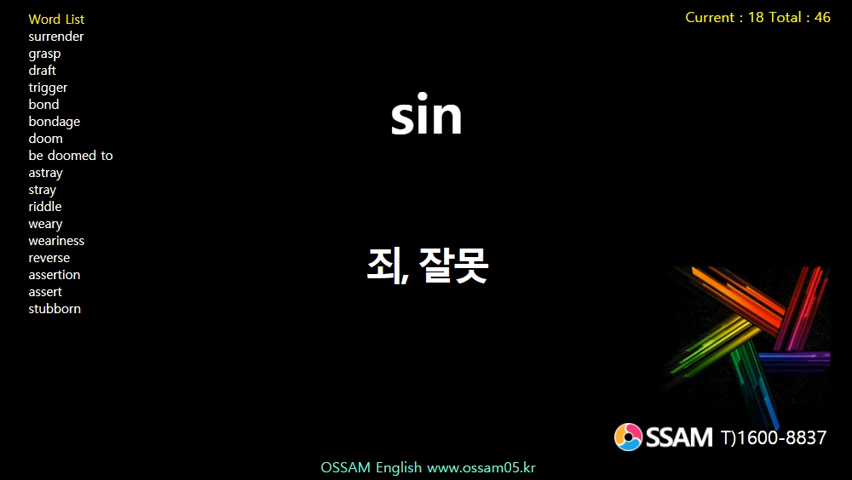 Word List
surrender
grasp
draft
trigger
bond
bondage
doom
be doomed to
astray
stray
riddle
weary
weariness
reverse
assertion
assert
stubborn
Current : 18 Total : 46
sin
죄, 잘못
SSAM T)1600-8837
OSSAM English www.ossam05.kr